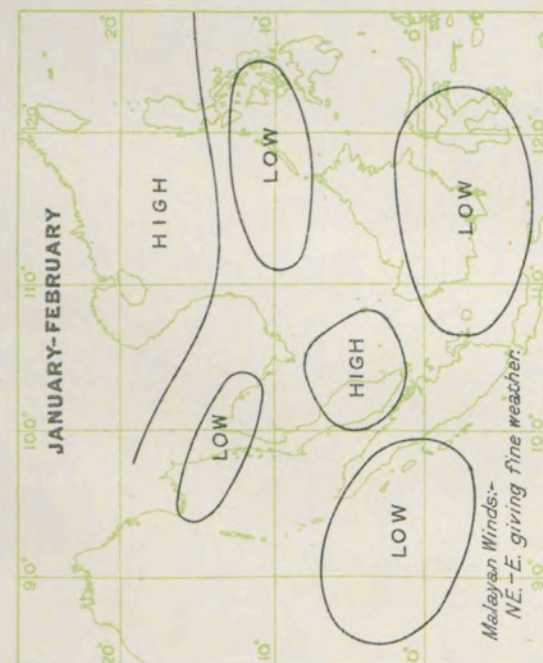 90° 100° 110° 120°
JANUARY-FEBRUARY
20° 20°
HIGH
LOW
LOW
10° 10°
HIGH
LOW
0° 0°
LOW
Malayan Winds:-
NE.-E. giving fine weather.
90° 100° 110° 120°